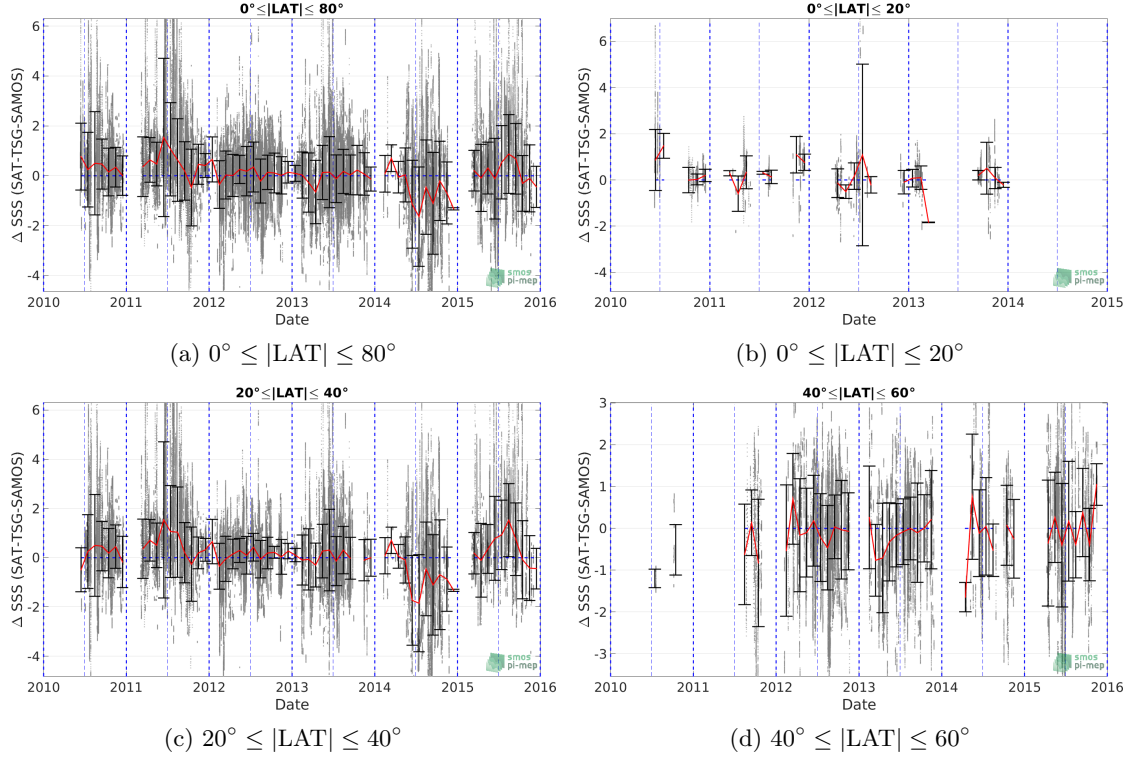 0°≤|LAT|≤ 80°
Δ SSS (SAT-TSG-SAMOS)
6
4
2
0
-2
-4
2010 2011 2012 2013 2014 2015 2016
Date
smos
pi-mep
(a) 0° ≤ |LAT| ≤ 80°
0°≤|LAT|≤ 20°
Δ SSS (SAT-TSG-SAMOS)
6
4
2
0
-2
-4
2010 2011 2012 2013 2014 2015
Date
smos
pi-mep
(b) 0° ≤ |LAT| ≤ 20°
20°≤|LAT|≤ 40°
Δ SSS (SAT-TSG-SAMOS)
6
4
2
0
-2
-4
2010 2011 2012 2013 2014 2015 2016
Date
smos
pi-mep
(c) 20° ≤ |LAT| ≤ 40°
40°≤|LAT|≤ 60°
Δ SSS (SAT-TSG-SAMOS)
3
2
1
0
-1
-2
-3
2010 2011 2012 2013 2014 2015 2016
Date
smos
pi-mep
(d) 40° ≤ |LAT| ≤ 60°